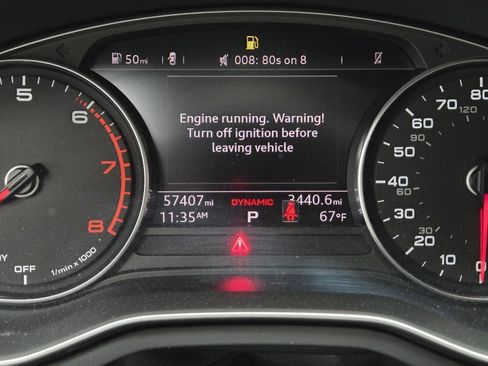 50mi
008: 80s on 8
Engine running. Warning!
Turn off ignition before
leaving vehicle
57407mi
DYNAMIC
3440.6mi
11:35AM
P
67°F
5
6
7
8
1/min x 1000
OFF
80
120
70
100
60
50
40
60
30
20
10
0